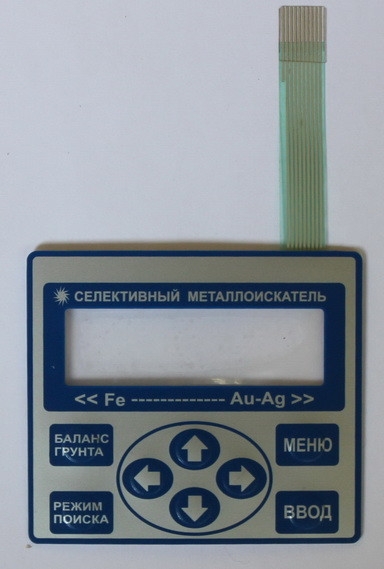 СЕЛЕКТИВНЫЙ МЕТАЛЛОИСКАТЕЛЬ
<< Fe ------------- Au-Ag >>
БАЛАНС
ГРУНТА
МЕНЮ
РЕЖИМ
ПОИСКА
ВВОД